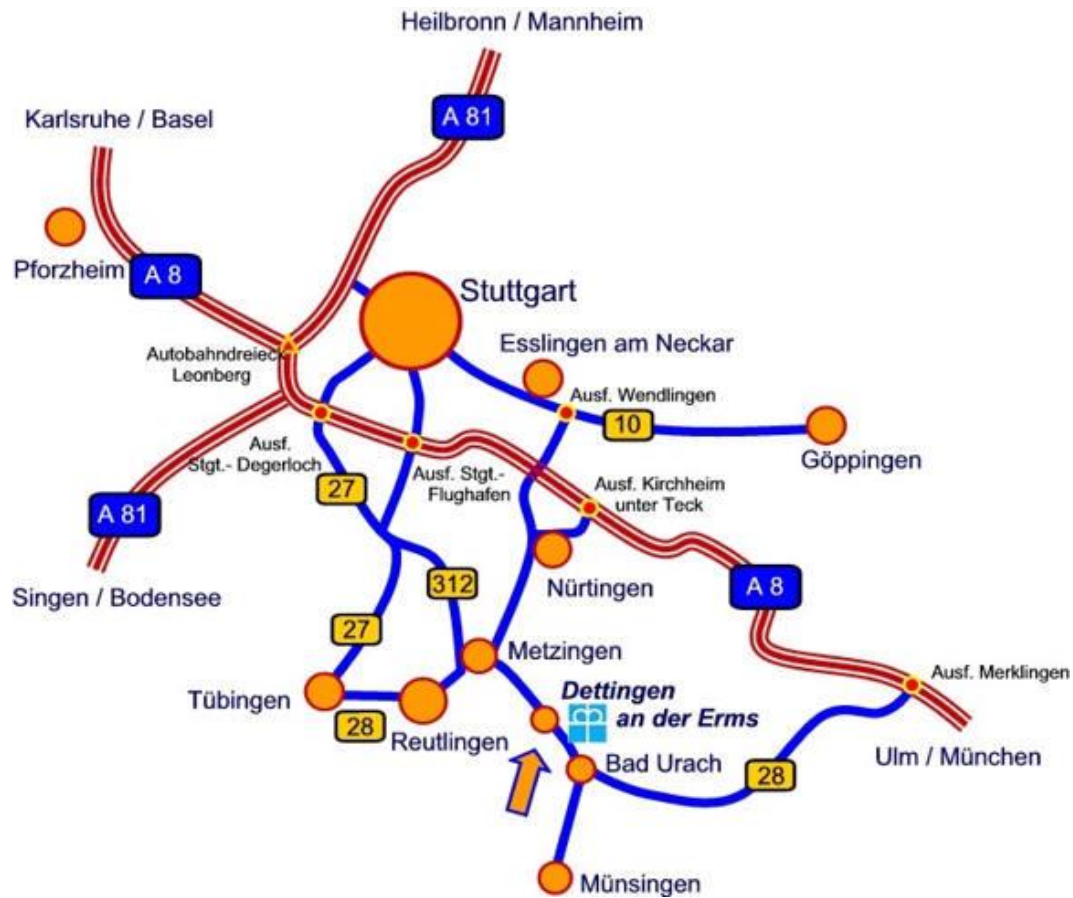 Heilbronn / Mannheim
A 81
Karlsruhe / Basel
Pforzheim
A 8
Stuttgart
Esslingen am Neckar
Autobahndreieck
Leonberg
Ausf. Wendlingen
10
Göppingen
Ausf.
Stgt.- Degerloch
Ausf. Stgt.-
Flughafen
Ausf. Kirchheim
unter Teck
27
A 81
Singen / Bodensee
312
Nürtingen
A 8
27
Metzingen
Ausf. Merklingen
Tübingen
28
Reutlingen
Dettingen
an der Erms
Bad Urach
28
Ulm / München
Münsingen